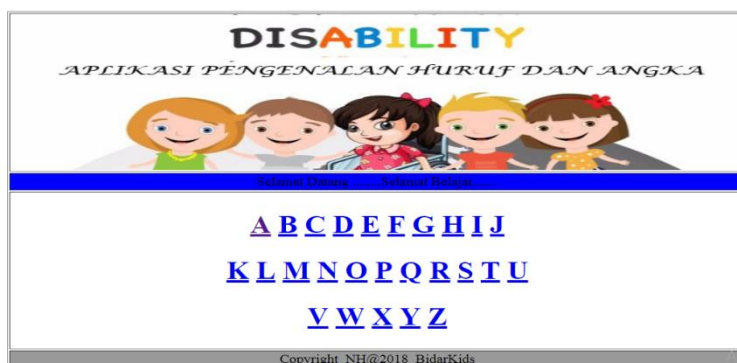 DISABILITY
APLIKASI PENGENALAN HURUF DAN ANGKA
Selamat Datang.........Selamat Belajar.......
A B C D E F G H I J
K L M N O P Q R S T U
V W X Y Z
Copyright NH@2018 BidarKids